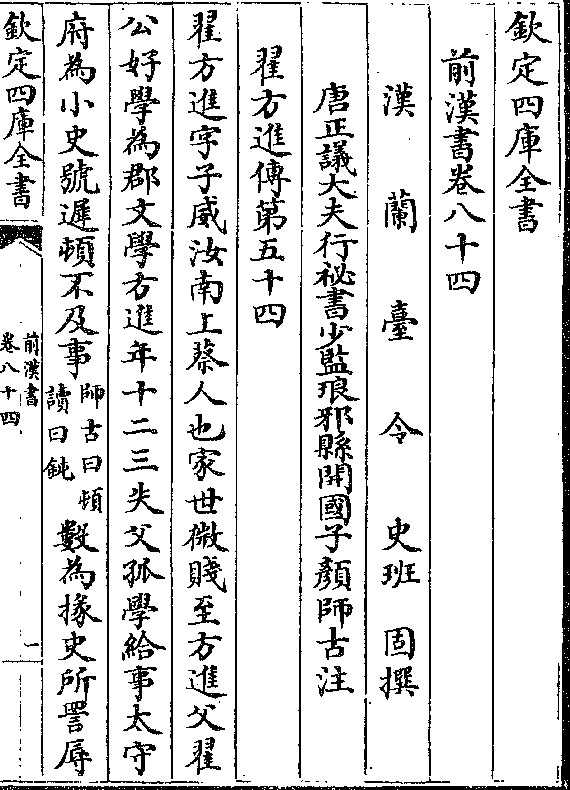 欽定四庫全書
前漢書卷八十四
漢蘭臺令史班固撰
唐正議大夫行祕書少監琅邪縣開國子顏師古注
翟方進傳第五十四
翟方進字子威汝南上蔡人也家世微賤至方進父翟
公好學為郡文學方進年十二三失父孤學給事太守
府為小史號遲頓不及事師古曰頓讀曰鈍數為掾史所詈辱
欽定四庫全書
前漢書
卷八十四
一